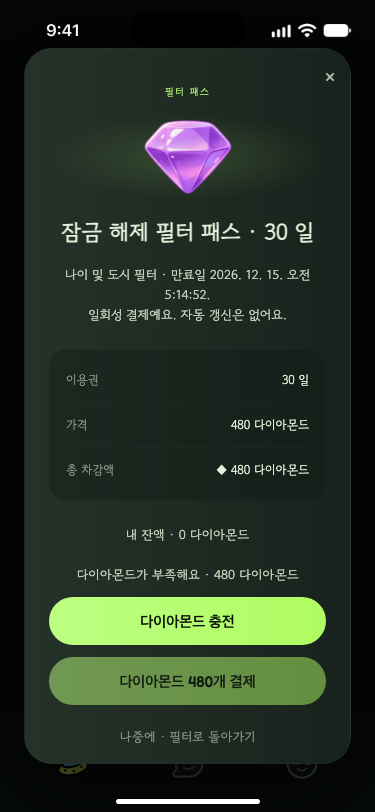 9:41
×
필터 패스
잠금 해제 필터 패스 · 30 일
나이 및 도시 필터 · 만료일 2026. 12. 15. 오전
5:14:52.
일회성 결제예요. 자동 갱신은 없어요.
이용권 30 일
가격 480 다이아몬드
총 차감액 ◆ 480 다이아몬드
내 잔액 · 0 다이아몬드
다이아몬드가 부족해요 · 480 다이아몬드
다이아몬드 충전
다이아몬드 480개 결제
나중에 · 필터로 돌아가기